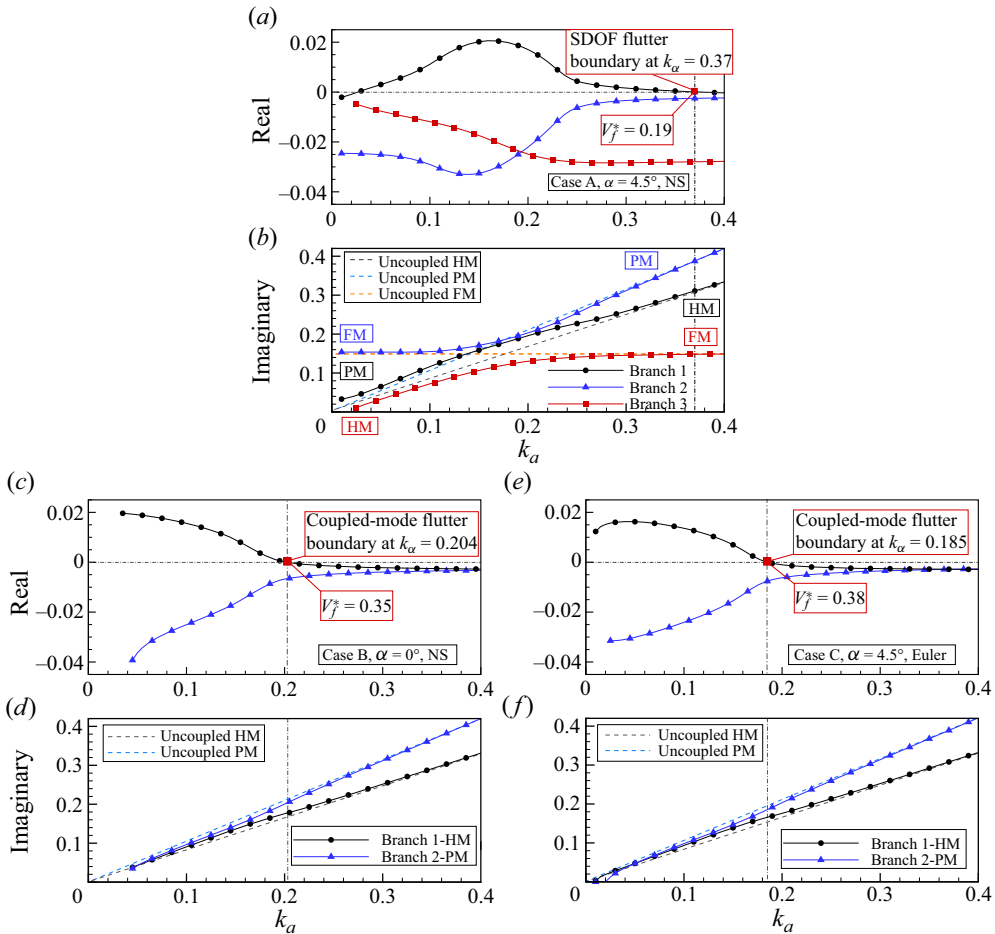 (a)
0.02
0
−0.02
−0.04
Real
SDOF flutter
boundary at kα = 0.37
V*f = 0.19
Case A, α = 4.5°, NS
0 0.1 0.2 0.3 0.4
(b)
0.4
0.3
0.2
0.1
Imaginary
Uncoupled HM
Uncoupled PM
Uncoupled FM
PM
HM
FM
FM
PM
HM
Branch 1
Branch 2
Branch 3
0 0.1 0.2 0.3 0.4
ka
(c)
0.02
0
−0.02
−0.04
Real
Coupled-mode flutter
boundary at kα = 0.204
V*f = 0.35
Case B, α = 0°, NS
0 0.1 0.2 0.3 0.4
(d)
0.4
0.3
0.2
0.1
Imaginary
Uncoupled HM
Uncoupled PM
Branch 1-HM
Branch 2-PM
0 0.1 0.2 0.3 0.4
ka
(e)
0.02
0
−0.02
−0.04
Coupled-mode flutter
boundary at kα = 0.185
V*f = 0.38
Case C, α = 4.5°, Euler
0 0.1 0.2 0.3 0.4
(f)
0.4
0.3
0.2
0.1
Uncoupled HM
Uncoupled PM
Branch 1-HM
Branch 2-PM
0 0.1 0.2 0.3 0.4
ka